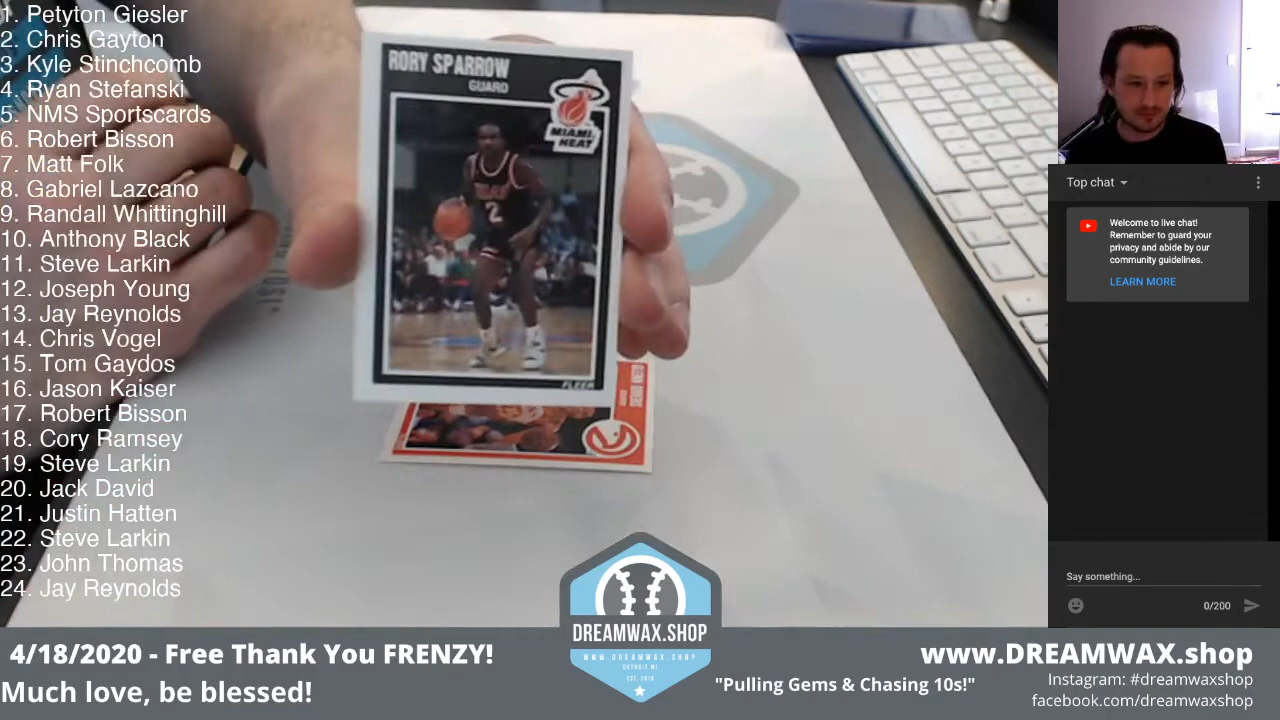 1. Petyton Giesler
2. Chris Gayton
3. Kyle Stinchcomb
4. Ryan Stefanski
5. NMS Sportscards
6. Robert Bisson
7. Matt Folk
8. Gabriel Lazcano
9. Randall Whittinghill
10. Anthony Black
11. Steve Larkin
12. Joseph Young
13. Jay Reynolds
14. Chris Vogel
15. Tom Gaydos
16. Jason Kaiser
17. Robert Bisson
18. Cory Ramsey
19. Steve Larkin
20. Jack David
21. Justin Hatten
22. Steve Larkin
23. John Thomas
24. Jay Reynolds
RORY SPARROW
GUARD
MIAMI
HEAT
2
FLEER
Top chat
Welcome to live chat!
Remember to guard your
privacy and abide by our
community guidelines.
LEARN MORE
Say something...
0/200
4/18/2020 - Free Thank You FRENZY!
Much love, be blessed!
DREAMWAX.SHOP
WWW.DREAMWAX.SHOP
DETROIT MI
"Pulling Gems & Chasing 10s!"
www.DREAMWAX.shop
Instagram: #dreamwaxshop
facebook.com/dreamwaxshop